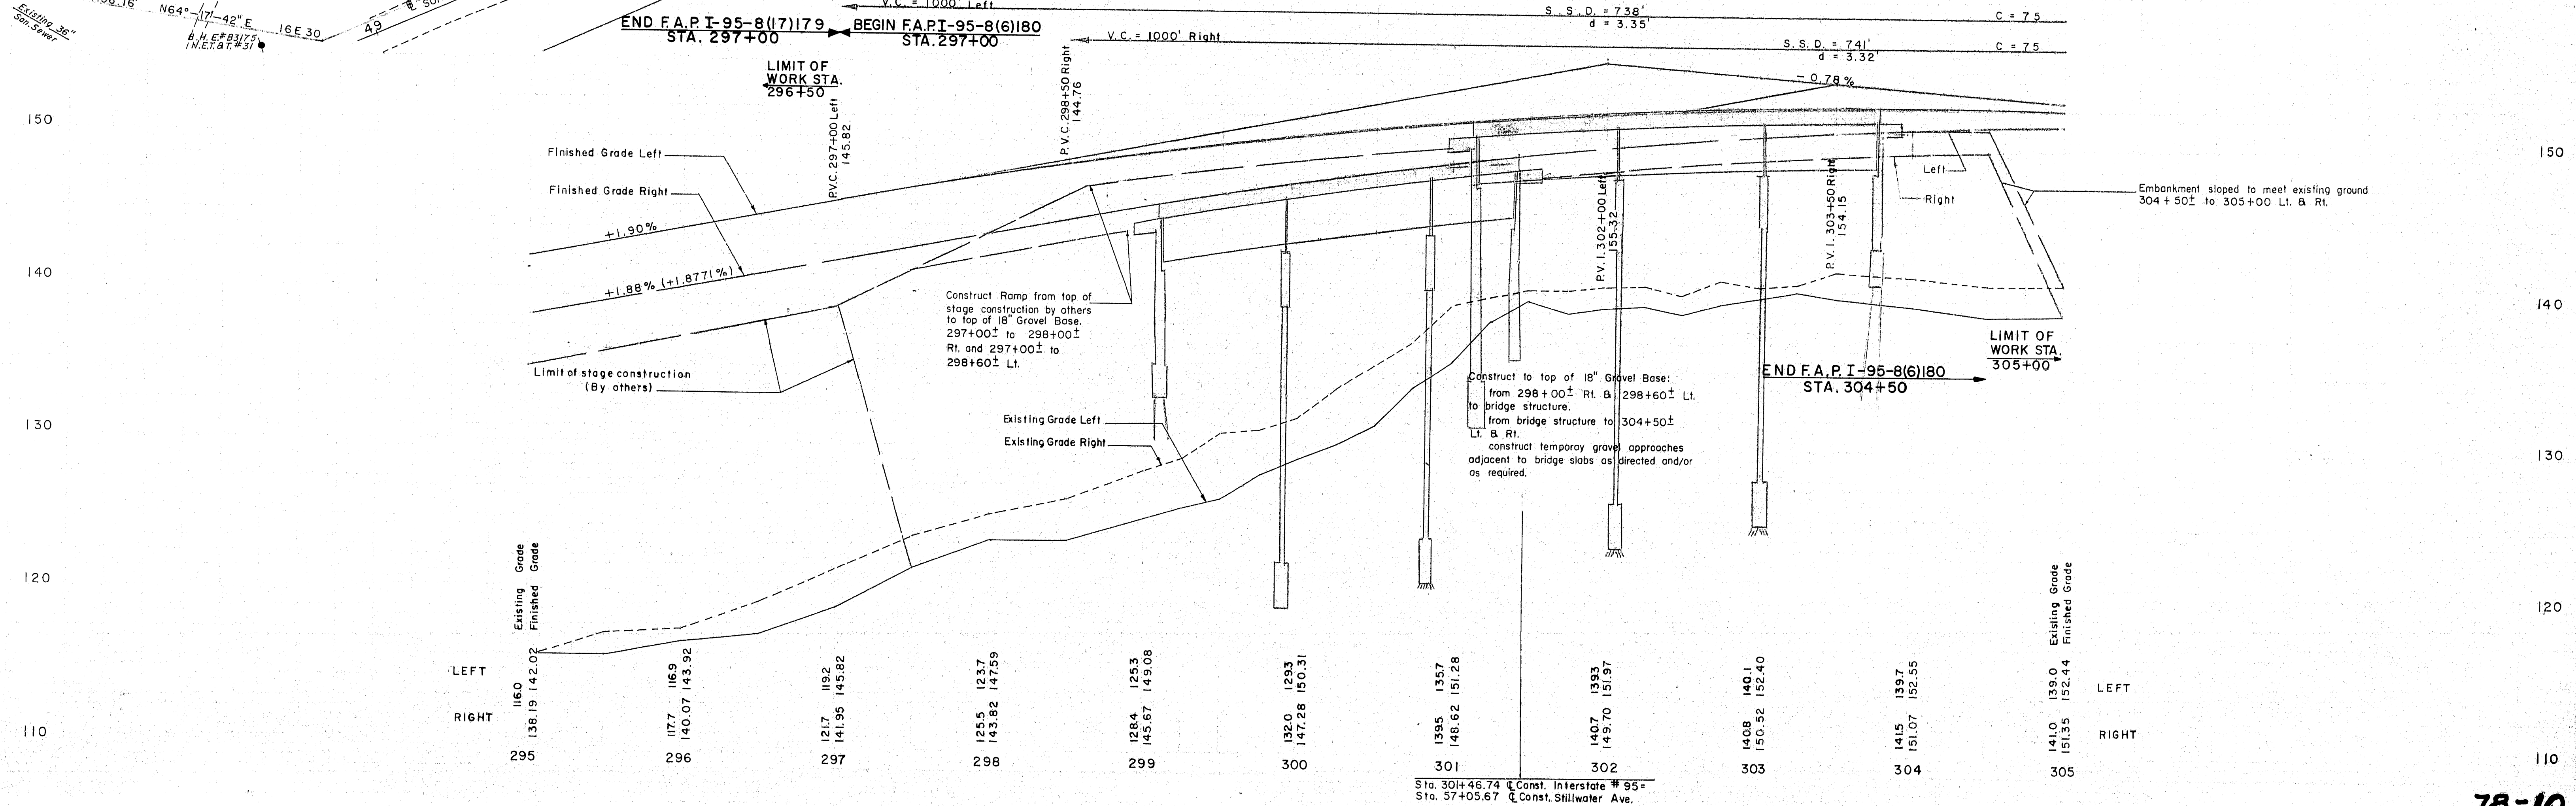 Existing 36"
San. Sewer
N64°-17'-42" E
B.H.E.#83175
N.E.T.&T.#31
16E30
49
V.C. = 1000' Left
S.S.D. = 738'
d = 3.35'
C = 75
END F.A.P. I-95-8(17)179
STA. 297+00
BEGIN F.A.P. I-95-8(6)180
STA. 297+00
V.C. = 1000' Right
S.S.D. = 741'
d = 3.32'
C = 75
LIMIT OF
WORK STA.
296+50
P.V.C. 297+00 Left
145.82
P.V.C. 298+50 Right
144.76
-0.78%
150
150
Finished Grade Left
Finished Grade Right
Left
Right
Embankment sloped to meet existing ground
304+50± to 305+00 Lt. & Rt.
P.V.I. 302+00 Left
155.32
P.V.I. 303+50 Right
154.15
+1.90%
+1.88% (+1.8771%)
140
140
Construct Ramp from top of
stage construction by others
to top of 18" Gravel Base.
297+00± to 298+00±
Rt. and 297+00± to
298+60± Lt.
Limit of stage construction
(By others)
LIMIT OF
WORK STA.
305+00
END F.A.P. I-95-8(6)180
STA. 304+50
Construct to top of 18" Gravel Base:
from 298+00± Rt. & 298+60± Lt.
to bridge structure.
from bridge structure to 304+50±
Lt. & Rt.
construct temporay gravel approaches
adjacent to bridge slabs as directed and/or
as required.
130
130
Existing Grade Left
Existing Grade Right
120
120
Existing Grade
Finished Grade
Existing Grade
Finished Grade
LEFT
142.02
116.9 143.92
119.2 145.82
123.7 147.59
125.3 149.08
129.3 150.31
135.7 151.28
139.3 151.97
140.1 152.40
139.7 152.55
139.0 152.44
LEFT
RIGHT
116.0 138.19
117.7 140.07
121.7 141.95
125.5 143.82
128.4 145.67
132.0 147.28
139.5 148.62
140.7 149.70
140.8 150.52
141.5 151.07
141.0 151.35
RIGHT
110
110
295
296
297
298
299
300
301
302
303
304
305
Sta. 301+46.74 ℄ Const. Interstate # 95=
Sta. 57+05.67 ℄ Const. Stillwater Ave.
78-10